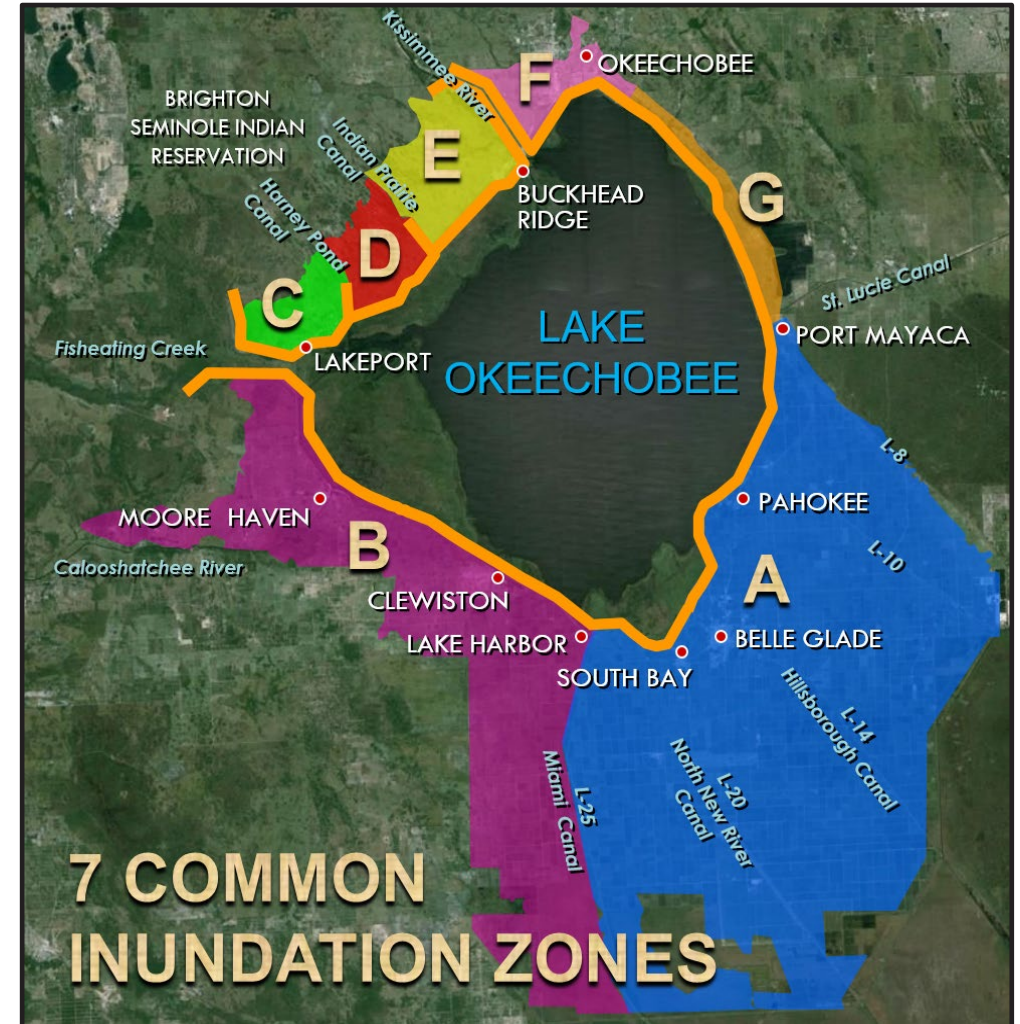 Kissimmee River
F
OKEECHOBEE
BRIGHTON
SEMINOLE INDIAN
RESERVATION
Indian Prairie
Canal
E
Harney Pond
Canal
BUCKHEAD
RIDGE
G
D
C
St. Lucie Canal
LAKE
OKEECHOBEE
PORT MAYACA
Fisheating Creek
LAKEPORT
L-8
MOORE HAVEN
PAHOKEE
B
L-10
Calooshatchee River
A
CLEWISTON
LAKE HARBOR
BELLE GLADE
SOUTH BAY
L-14
Hillsborough Canal
L-20
North New River
Canal
L-25
Miami Canal
7 COMMON
INUNDATION ZONES